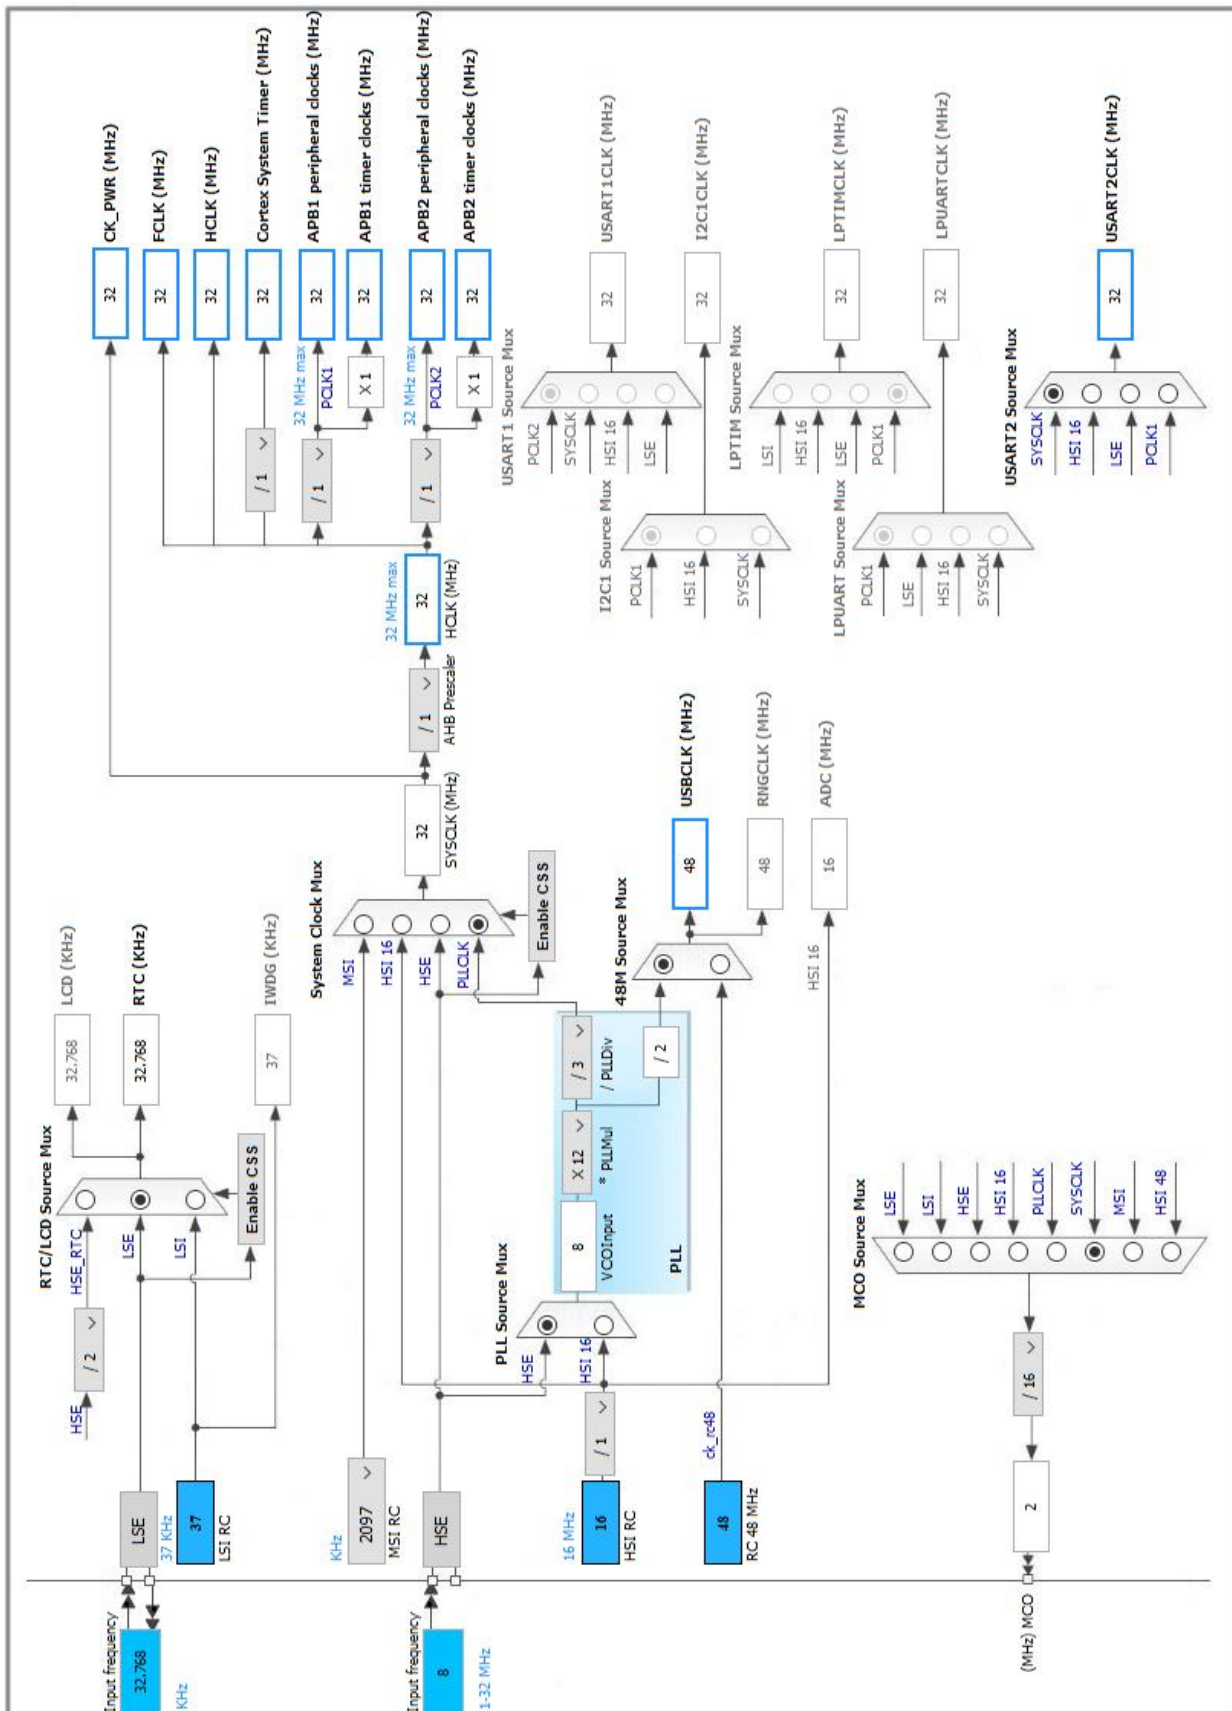 Input frequency
32.768
KHz
LSE
37 KHz
37
LSI RC
HSE
/ 2
HSE_RTC
LSE
LSI
RTC/LCD Source Mux
Enable CSS
32.768
LCD (KHz)
32.768
RTC (KHz)
37
IWDG (KHz)
Input frequency
8
1-32 MHz
KHz
2097
MSI RC
HSE
16 MHz
16
HSI RC
/ 1
48
RC 48 MHz
ck_rc48
PLL Source Mux
HSE
HSI 16
8
VCOInput
X 12
* PLLMul
/ 3
/ PLLDiv
/ 2
PLL
System Clock Mux
MSI
HSI 16
HSE
PLLCLK
Enable CSS
32
SYSCLK (MHz)
/ 1
AHB Prescaler
32 MHz max
32
HCLK (MHz)
48M Source Mux
48
USBCLK (MHz)
48
RNGCLK (MHz)
HSI 16
16
ADC (MHz)
32
CK_PWR (MHz)
32
FCLK (MHz)
32
HCLK (MHz)
/ 1
32
Cortex System Timer (MHz)
/ 1
32 MHz max
PCLK1
32
APB1 peripheral clocks (MHz)
X 1
32
APB1 timer clocks (MHz)
/ 1
32 MHz max
PCLK2
32
APB2 peripheral clocks (MHz)
X 1
32
APB2 timer clocks (MHz)
USART1 Source Mux
PCLK2
SYSCLK
HSI 16
LSE
32
USART1CLK (MHz)
I2C1 Source Mux
PCLK1
HSI 16
SYSCLK
32
I2C1CLK (MHz)
LPTIM Source Mux
LSI
HSI 16
LSE
PCLK1
32
LPTIMCLK (MHz)
LPUART Source Mux
PCLK1
LSE
HSI 16
SYSCLK
32
LPUARTCLK (MHz)
USART2 Source Mux
SYSCLK
HSI 16
LSE
PCLK1
32
USART2CLK (MHz)
MCO Source Mux
LSE
LSI
HSE
HSI 16
PLLCLK
SYSCLK
MSI
HSI 48
/ 16
2
(MHz) MCO